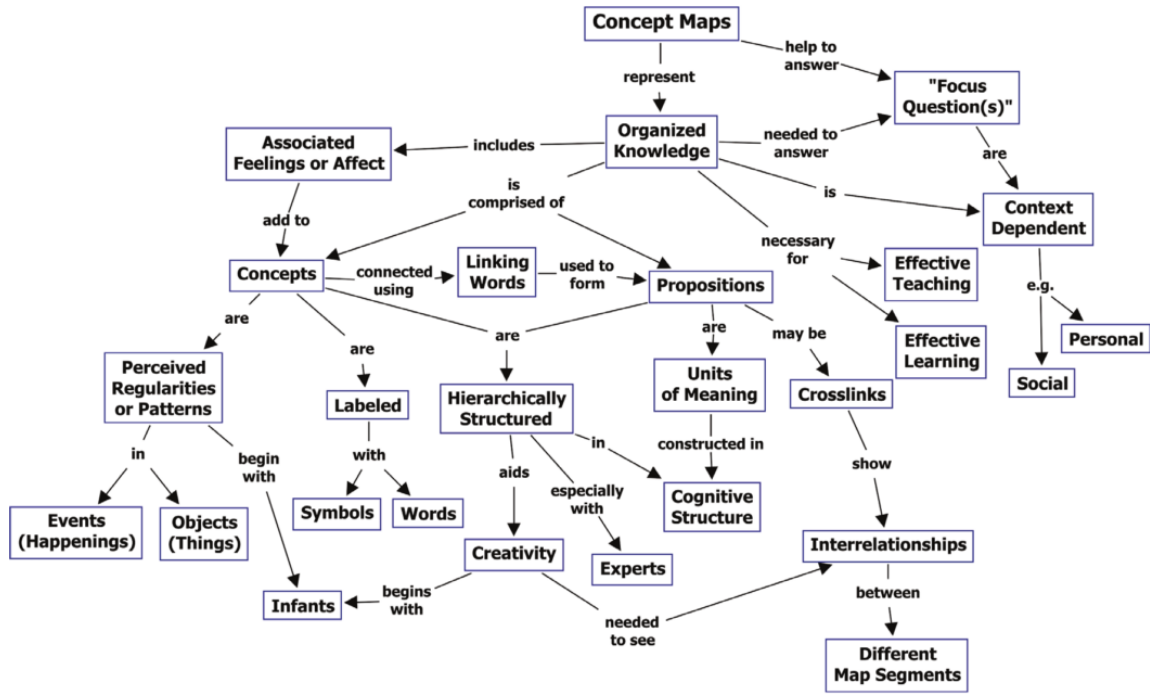 Concept Maps
help to
answer
represent
"Focus
Question(s)"
Associated
Feelings or Affect
includes
Organized
Knowledge
needed to
answer
are
is
comprised of
is
Context
Dependent
add to
necessary
for
Concepts
connected
using
Linking
Words
used to
form
Propositions
Effective
Teaching
e.g.
are
are
are
are
may be
Effective
Learning
Personal
Social
Perceived
Regularities
or Patterns
Labeled
Hierarchically
Structured
Units
of Meaning
Crosslinks
in
begin
with
with
aids
in
constructed in
show
especially
with
Events
(Happenings)
Objects
(Things)
Symbols
Words
Cognitive
Structure
Creativity
Experts
Interrelationships
Infants
begins
with
needed
to see
between
Different
Map Segments